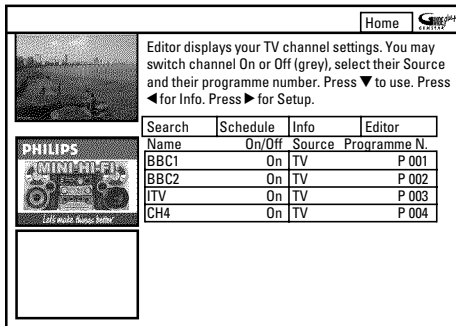 Home GUIDE Plus+
GEMSTAR
Editor displays your TV channel settings. You may
switch channel On or Off (grey), select their Source
and their programme number. Press ▼ to use. Press
◀ for Info. Press ▶ for Setup.
Search Schedule Info Editor
Name On/Off Source Programme N.
BBC1 On TV P 001
BBC2 On TV P 002
ITV On TV P 003
CH4 On TV P 004
PHILIPS
MINI-HI-FI
Let's make things better